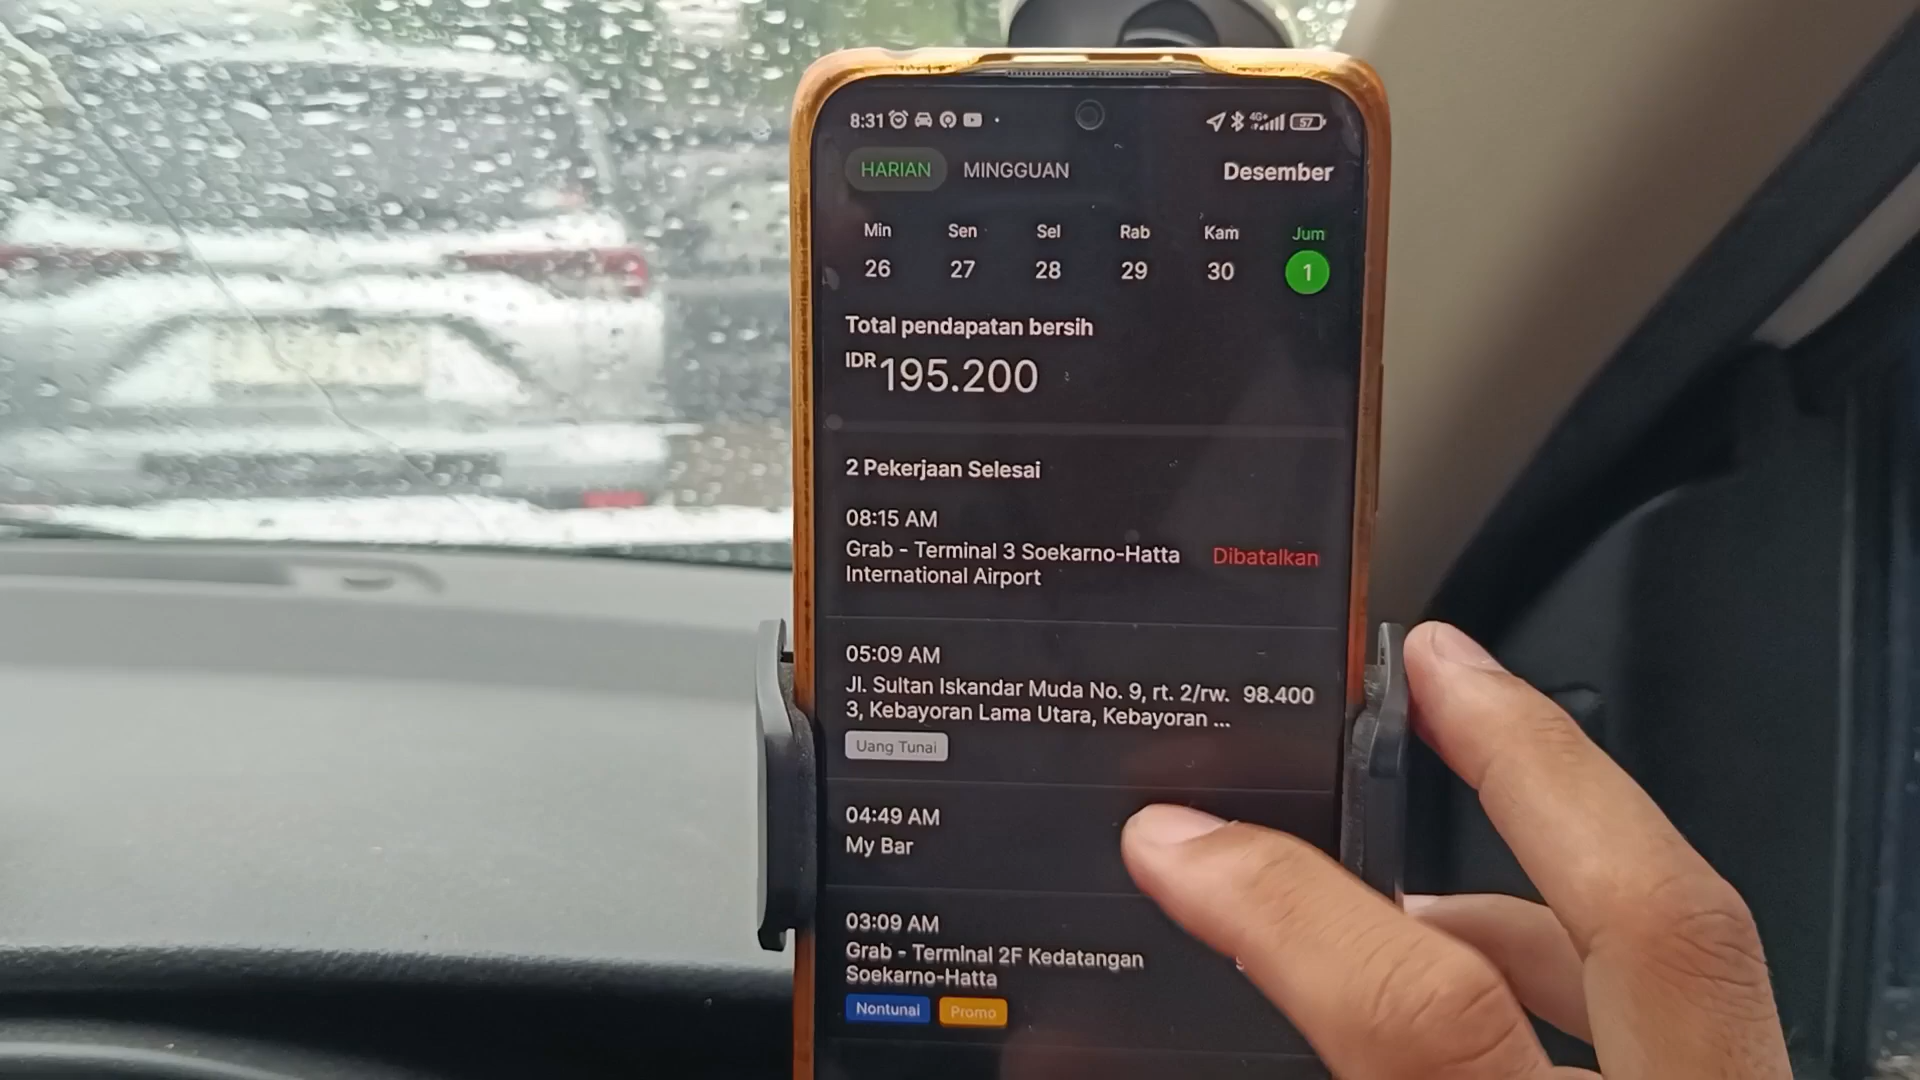 8:31 4G+ 57
HARIAN MINGGUAN Desember
Min Sen Sel Rab Kam Jum
26 27 28 29 30 1
Total pendapatan bersih
IDR 195.200
2 Pekerjaan Selesai
08:15 AM
Grab - Terminal 3 Soekarno-Hatta Dibatalkan
International Airport
05:09 AM
Jl. Sultan Iskandar Muda No. 9, rt. 2/rw. 98.400
3, Kebayoran Lama Utara, Kebayoran ...
Uang Tunai
04:49 AM
My Bar
03:09 AM
Grab - Terminal 2F Kedatangan
Soekarno-Hatta
Nontunai Promo